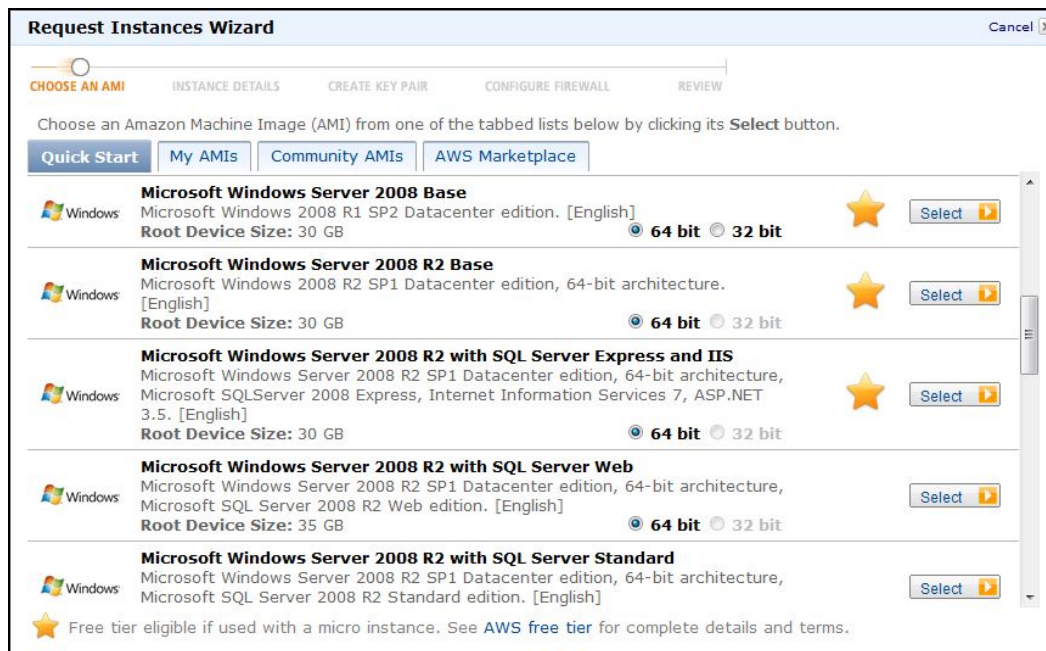 Request Instances Wizard
Cancel
CHOOSE AN AMI INSTANCE DETAILS CREATE KEY PAIR CONFIGURE FIREWALL REVIEW
Choose an Amazon Machine Image (AMI) from one of the tabbed lists below by clicking its Select button.
Quick Start My AMIs Community AMIs AWS Marketplace
Microsoft Windows Server 2008 Base
Windows Microsoft Windows 2008 R1 SP2 Datacenter edition. [English] Select
Root Device Size: 30 GB 64 bit 32 bit
Microsoft Windows Server 2008 R2 Base
Microsoft Windows 2008 R2 SP1 Datacenter edition, 64-bit architecture.
Windows [English] Select
Root Device Size: 30 GB 64 bit 32 bit
Microsoft Windows Server 2008 R2 with SQL Server Express and IIS
Microsoft Windows Server 2008 R2 SP1 Datacenter edition, 64-bit architecture,
Windows Microsoft SQLServer 2008 Express, Internet Information Services 7, ASP.NET Select
3.5. [English]
Root Device Size: 30 GB 64 bit 32 bit
Microsoft Windows Server 2008 R2 with SQL Server Web
Microsoft Windows Server 2008 R2 SP1 Datacenter edition, 64-bit architecture,
Windows Microsoft SQL Server 2008 R2 Web edition. [English] Select
Root Device Size: 35 GB 64 bit 32 bit
Microsoft Windows Server 2008 R2 with SQL Server Standard
Microsoft Windows Server 2008 R2 SP1 Datacenter edition, 64-bit architecture,
Windows Microsoft SQL Server 2008 R2 Standard edition. [English] Select
Free tier eligible if used with a micro instance. See AWS free tier for complete details and terms.